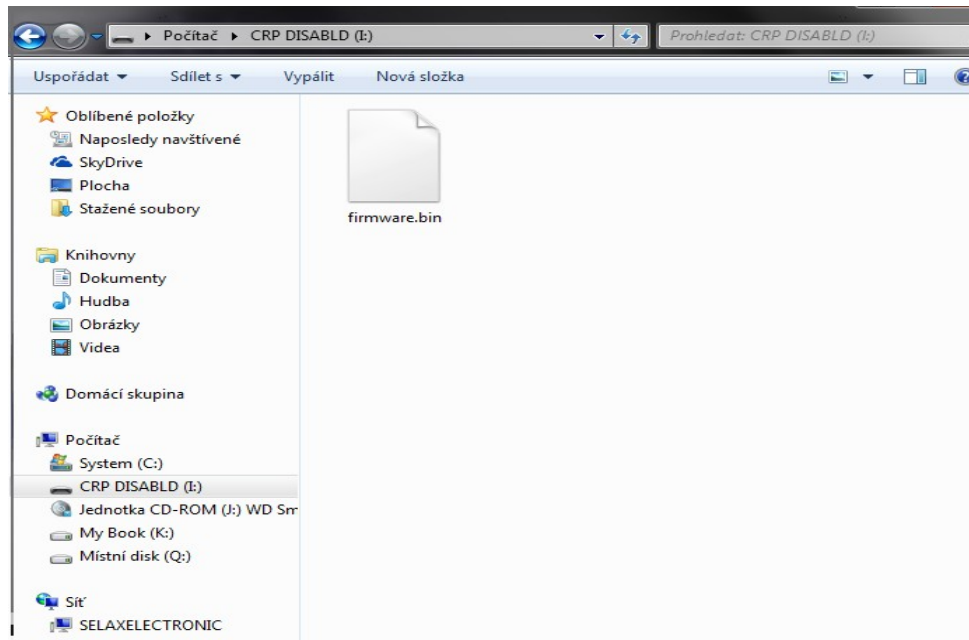 Počítač ▸ CRP DISABLD (I:)
Prohledat: CRP DISABLD (I:)
Uspořádat
Sdílet s
Vypálit
Nová složka
Oblíbené položky
Naposledy navštívené
SkyDrive
Plocha
Stažené soubory
Knihovny
Dokumenty
Hudba
Obrázky
Videa
Domácí skupina
Počítač
System (C:)
CRP DISABLD (I:)
Jednotka CD-ROM (J:) WD Sm
My Book (K:)
Místní disk (Q:)
Síť
SELAXELECTRONIC
firmware.bin